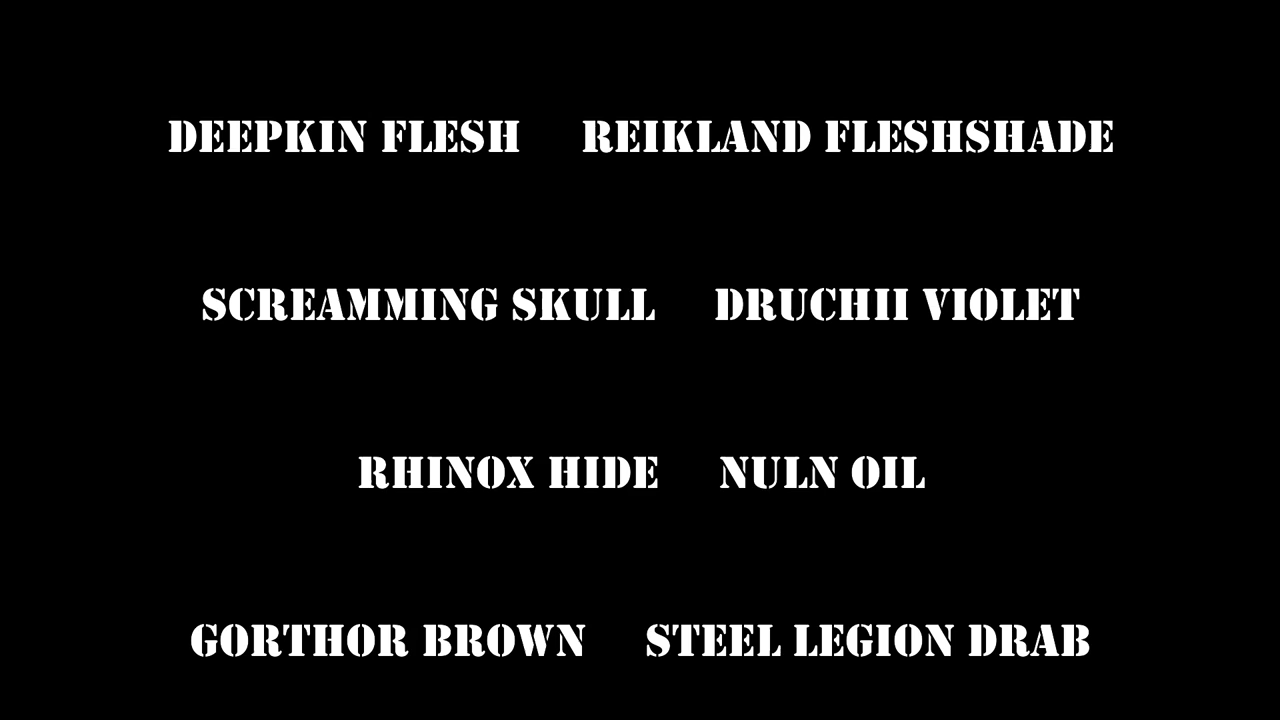 DEEPKIN FLESH REIKLAND FLESHSHADE
SCREAMMING SKULL DRUCHII VIOLET
RHINOX HIDE NULN OIL
GORTHOR BROWN STEEL LEGION DRAB